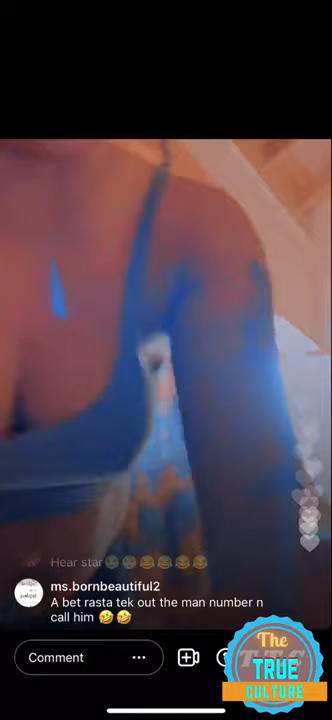 Hear star😂😂😂😂😂😂
ms.bornbeautiful2
A bet rasta tek out the man number n
call him 🤣 🤣
Comment
The
TRUE
CULTURE